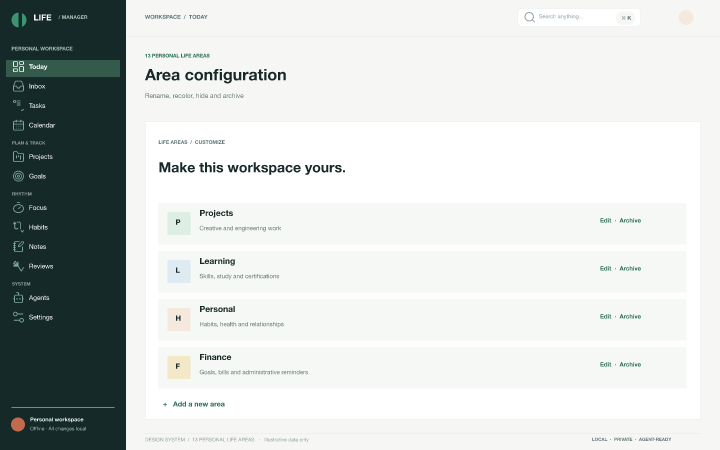 LIFE / MANAGER
PERSONAL WORKSPACE
Today
Inbox
Tasks
Calendar
PLAN & TRACK
Projects
Goals
RHYTHM
Focus
Habits
Notes
Reviews
SYSTEM
Agents
Settings
Personal workspace
Offline · All changes local
WORKSPACE / TODAY
Search anything...
⌘ K
13 PERSONAL LIFE AREAS
Area configuration
Rename, recolor, hide and archive
LIFE AREAS / CUSTOMIZE
Make this workspace yours.
P
Projects
Creative and engineering work
Edit · Archive
L
Learning
Skills, study and certifications
Edit · Archive
H
Personal
Habits, health and relationships
Edit · Archive
F
Finance
Goals, bills and administrative reminders
Edit · Archive
+ Add a new area
DESIGN SYSTEM / 13 PERSONAL LIFE AREAS · Illustrative data only
LOCAL · PRIVATE · AGENT-READY